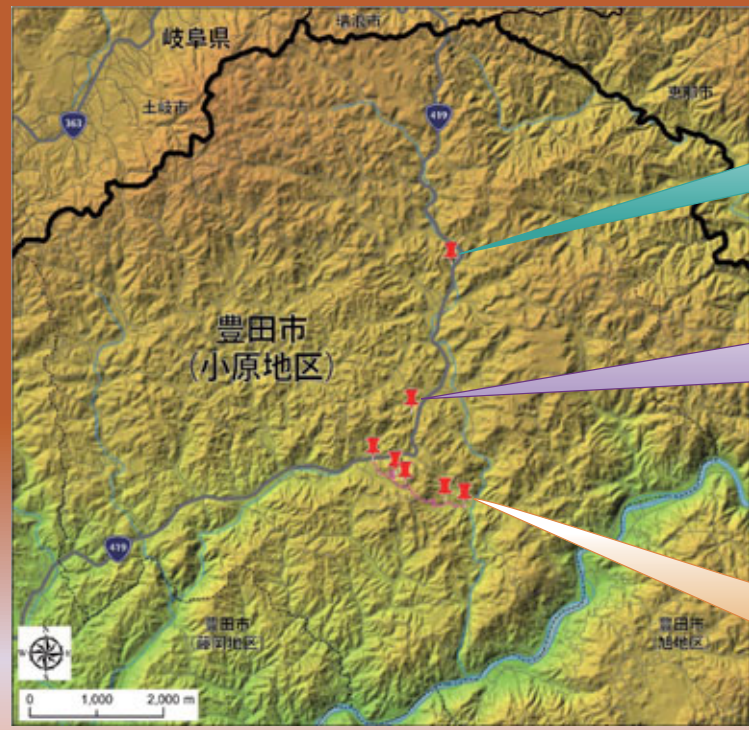 岐阜県
瑞浪市
恵那市
土岐市
363
419
豊田市
(小原地区)
419
豊田市
(藤岡地区)
豊田市
旭地区)
W
E
0
1,000
2,000 m